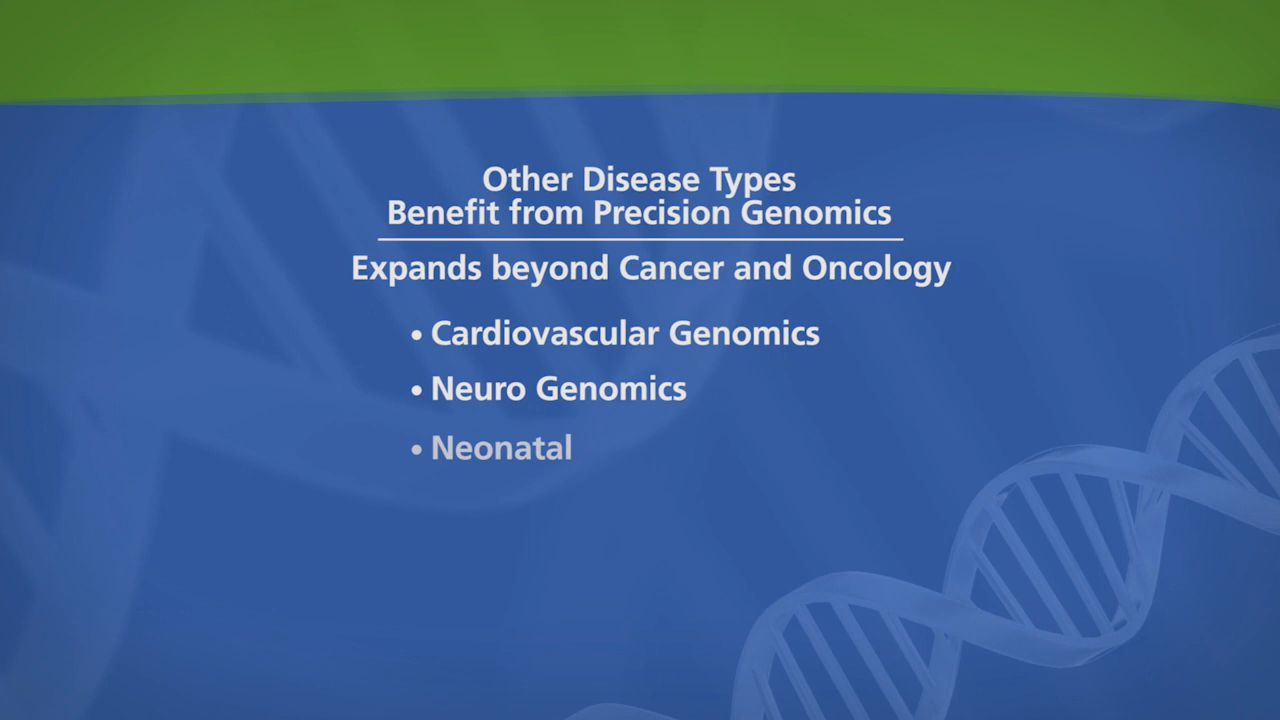 Other Disease Types
Benefit from Precision Genomics
Expands beyond Cancer and Oncology
• Cardiovascular Genomics
• Neuro Genomics
• Neonatal